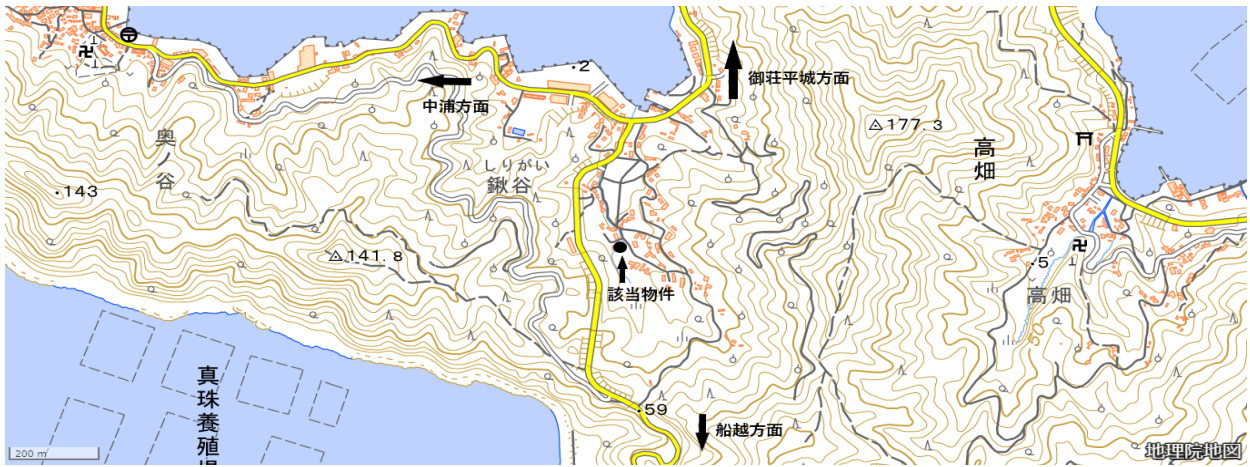 2
御荘平城方面
中浦方面
177.3
高畑
奥ノ谷
しりがい
鍬谷
143
141.8
該当物件
5
高畑
真珠養殖場
59
船越方面
200 m
地理院地図